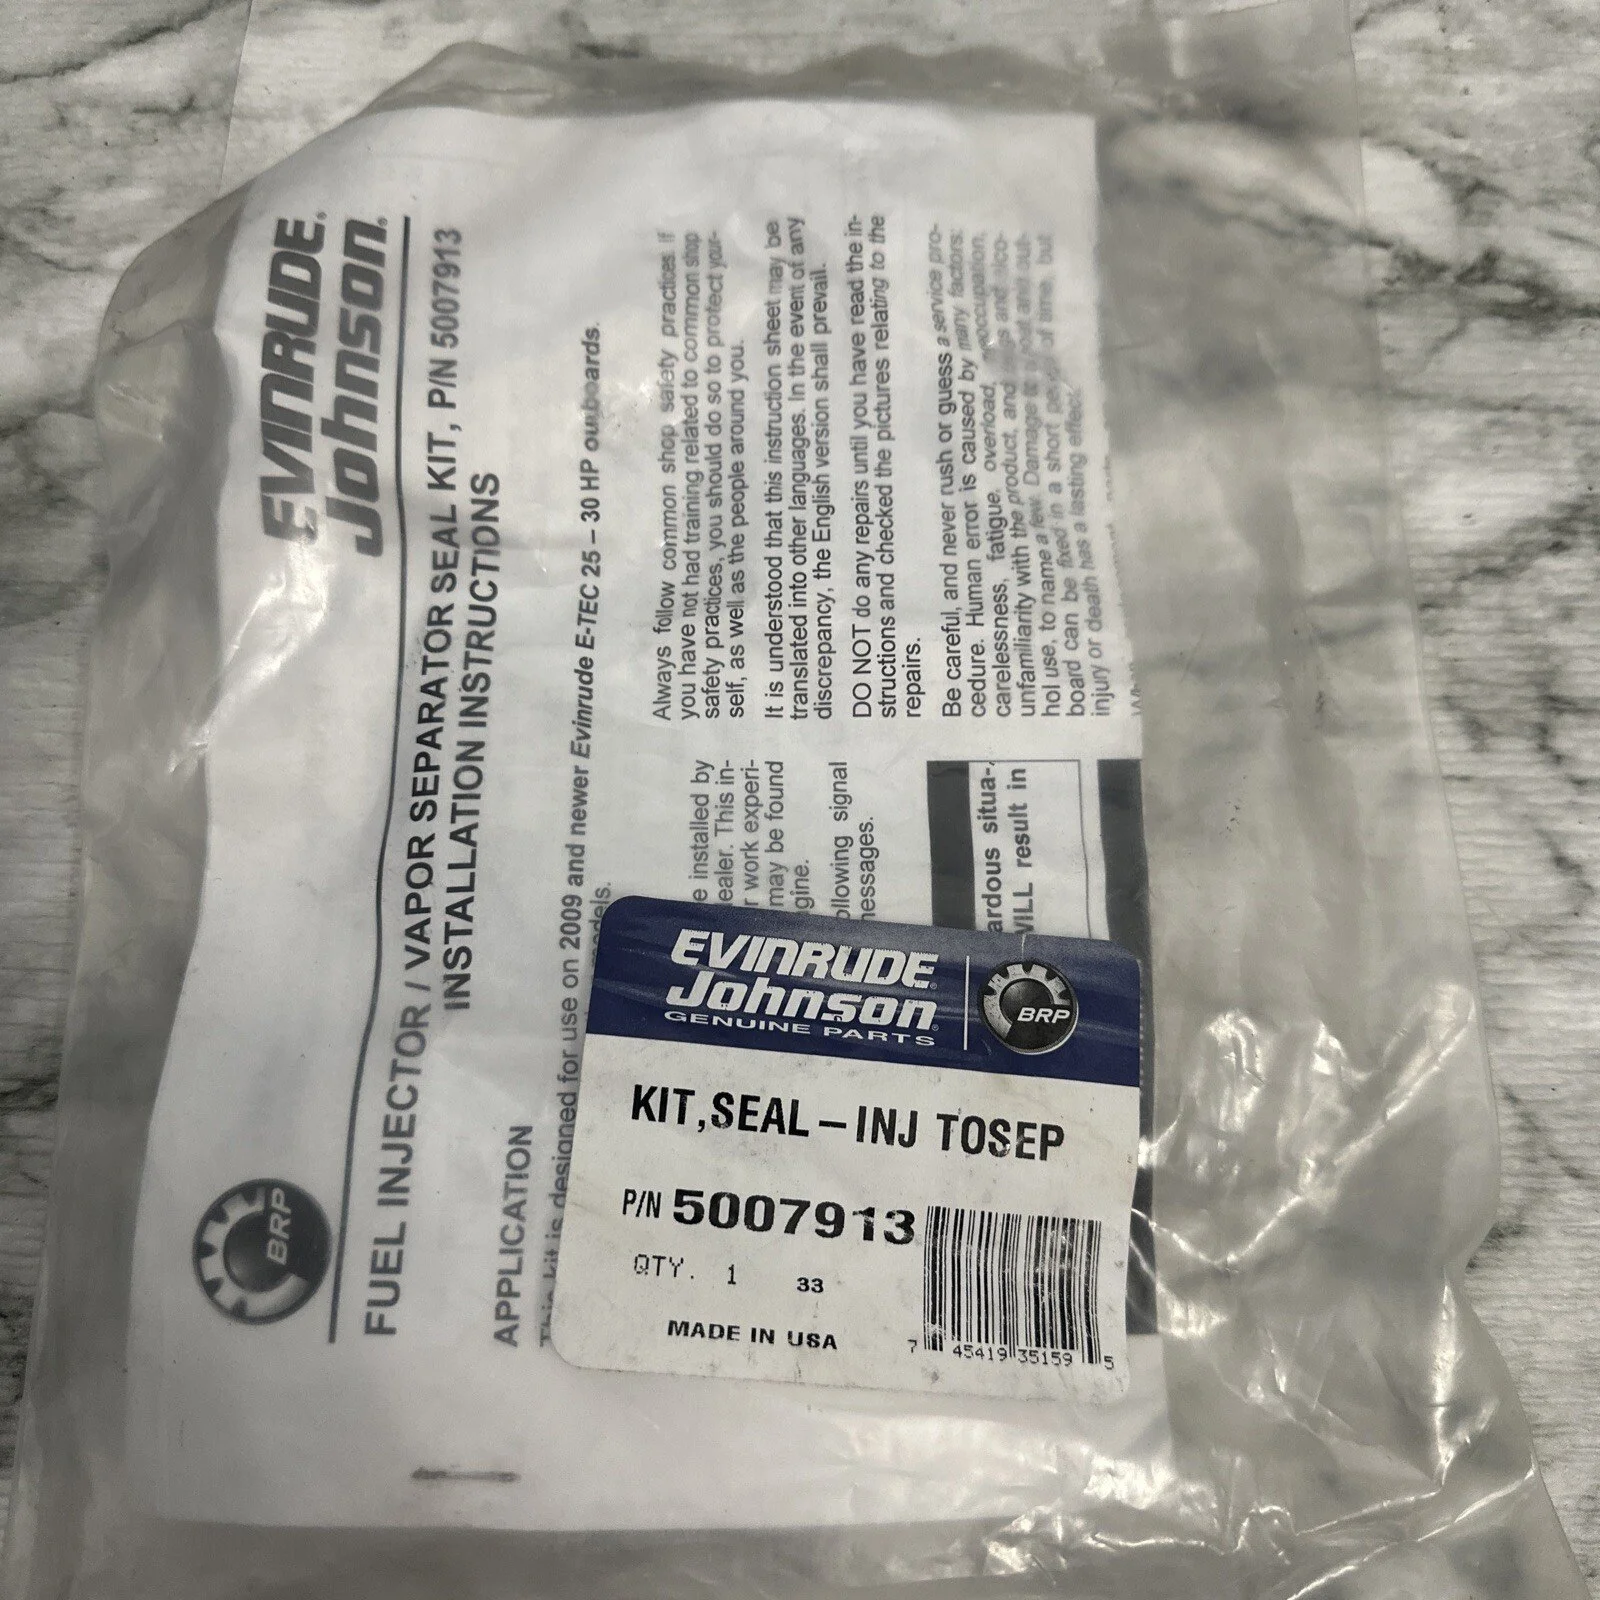 EVINRUDE®
Johnson®
BRP
FUEL INJECTOR / VAPOR SEPARATOR SEAL KIT, P/N 5007913
INSTALLATION INSTRUCTIONS
APPLICATION
This kit is designed for use on 2009 and newer Evinrude E-TEC 25 – 30 HP outboards.
e installed by
ealer. This in-
r work experi-
may be found
gine.
ollowing signal
nessages.
ardous situa-
VILL result in
Always follow common shop safety practices. If
you have not had training related to common shop
safety practices, you should do so to protect your-
self, as well as the people around you.
It is understood that this instruction sheet may be
translated into other languages. In the event of any
discrepancy, the English version shall prevail.
DO NOT do any repairs until you have read the in-
structions and checked the pictures relating to the
repairs.
Be careful, and never rush or guess a service pro-
cedure. Human error is caused by many factors:
carelessness, fatigue, overload, preoccupation,
unfamiliarity with the product, and drugs and alco-
hol use, to name a few. Damage to a boat and out-
board can be fixed in a short period of time, but
injury or death has a lasting effect.
EVINRUDE®
Johnson®
GENUINE PARTS
BRP
KIT,SEAL–INJ TOSEP
P/N 5007913
QTY. 1 33
MADE IN USA
7 45419 35159 5